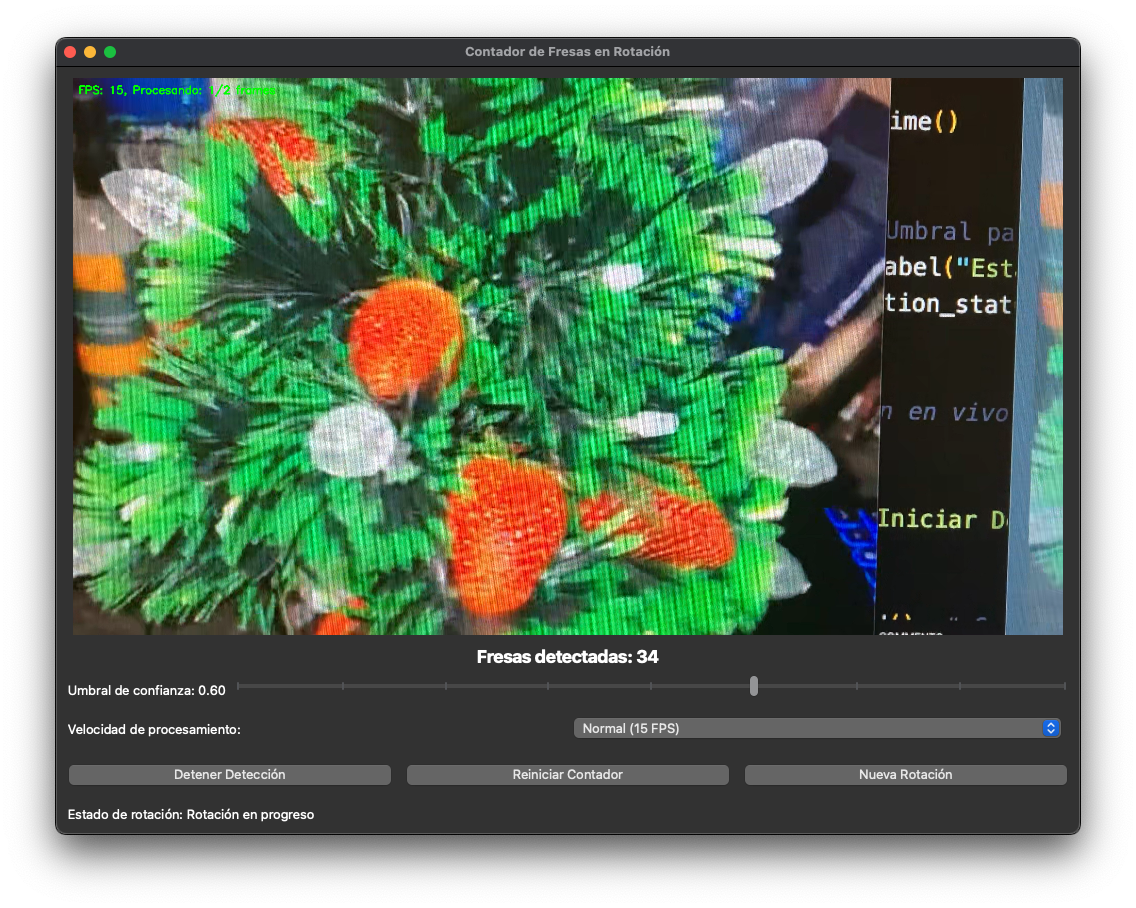 Contador de Fresas en Rotación
FPS: 15, Procesando: 1/2 frames
ime()
Umbral pa
abel("Est
tion_stat
n en vivo
Iniciar D
Fresas detectadas: 34
Umbral de confianza: 0.60
Velocidad de procesamiento:
Normal (15 FPS)
Detener Detección
Reiniciar Contador
Nueva Rotación
Estado de rotación: Rotación en progreso